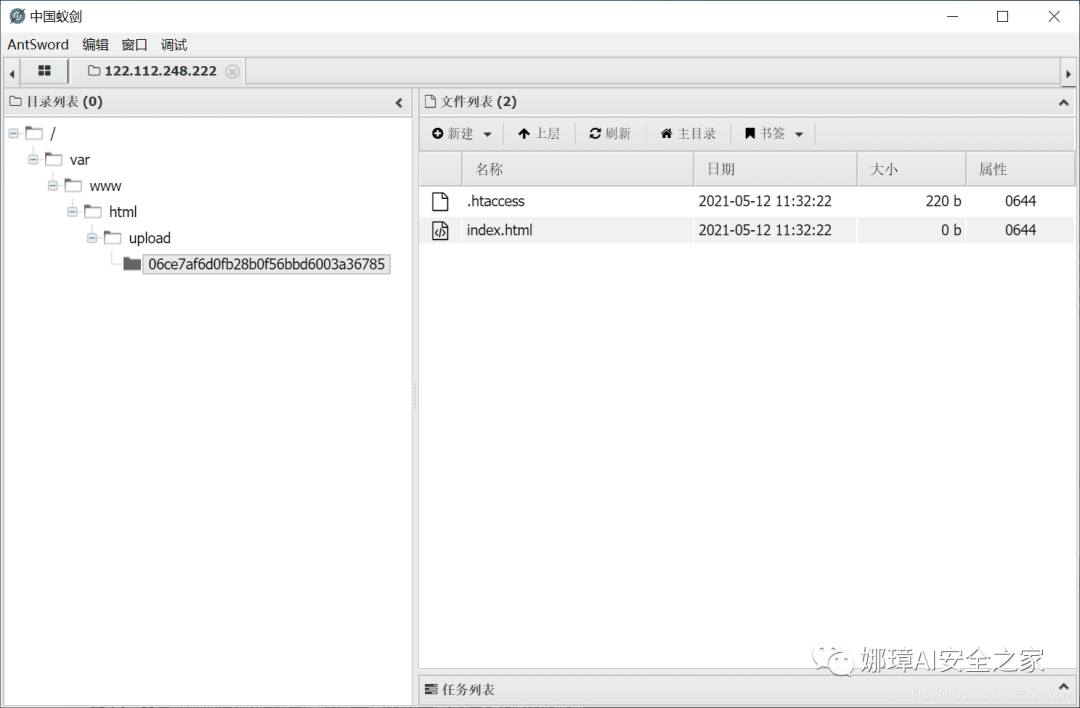 中国蚁剑
AntSword 编辑 窗口 调试
122.112.248.222
目录列表 (0)
/
var
www
html
upload
06ce7af6d0fb28b0f56bbd6003a36785
文件列表 (2)
新建 上层 刷新 主目录 书签
名称 日期 大小 属性
.htaccess 2021-05-12 11:32:22 220 b 0644
index.html 2021-05-12 11:32:22 0 b 0644
娜璋AI安全之家
任务列表
https://blog.csdn.net/Eastmount